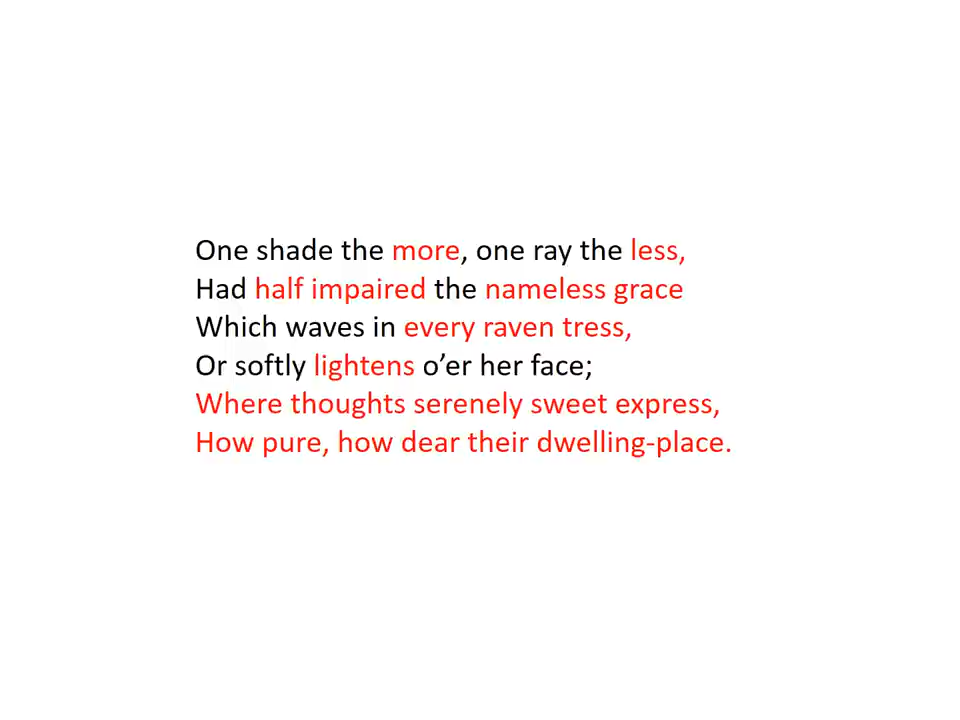 One shade the more, one ray the less,
Had half impaired the nameless grace
Which waves in every raven tress,
Or softly lightens o’er her face;
Where thoughts serenely sweet express,
How pure, how dear their dwelling-place.